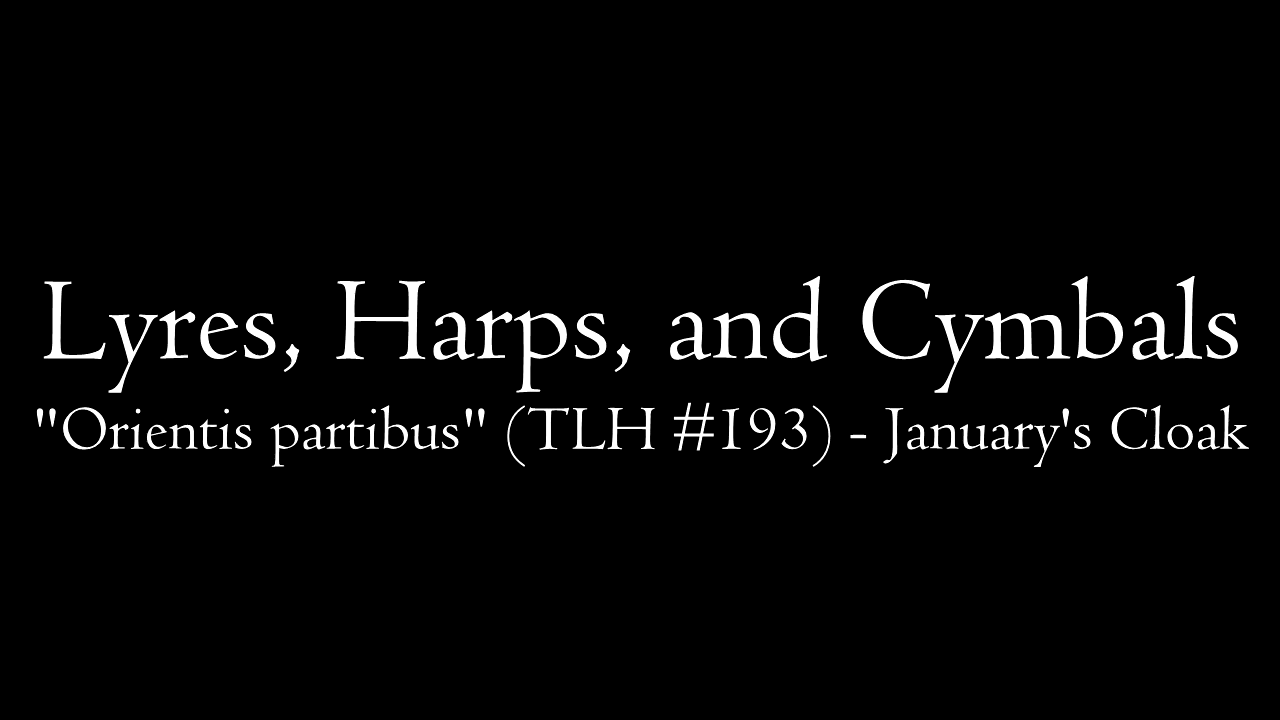 Lyres, Harps, and Cymbals
"Orientis partibus" (TLH #193) - January's Cloak